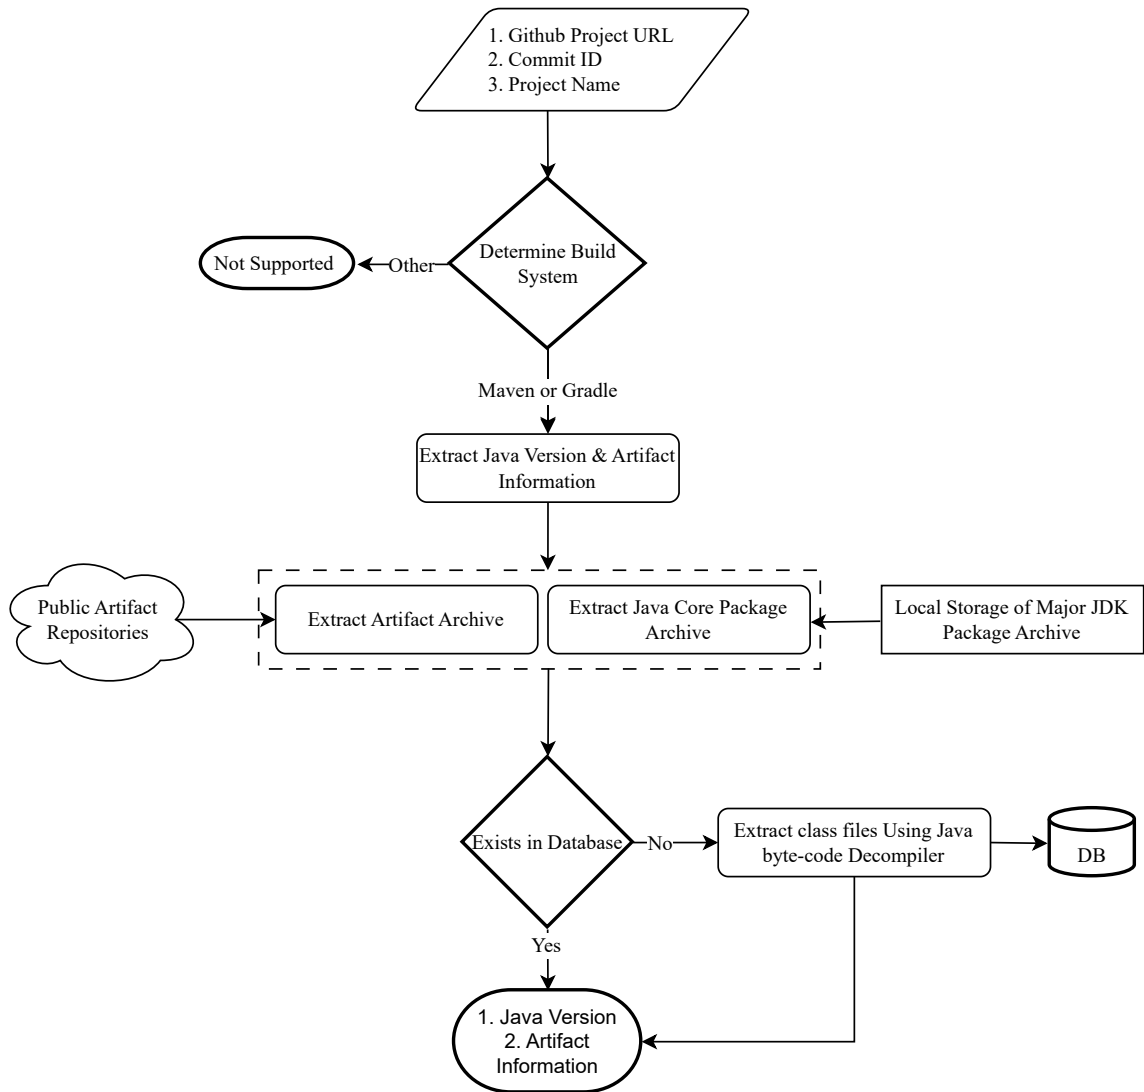 1. Github Project URL
2. Commit ID
3. Project Name
Determine Build
System
Other
Not Supported
Maven or Gradle
Extract Java Version & Artifact
Information
Public Artifact
Repositories
Extract Artifact Archive
Extract Java Core Package
Archive
Local Storage of Major JDK
Package Archive
Exists in Database
No
Extract class files Using Java
byte-code Decompiler
DB
Yes
1. Java Version
2. Artifact
Information